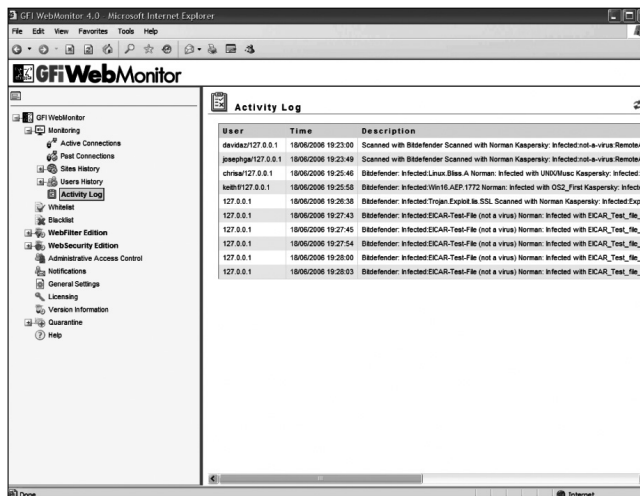 GFI WebMonitor 4.0 - Microsoft Internet Explorer
File Edit View Favorites Tools Help
GFiWebMonitor
GFI WebMonitor
Monitoring
Active Connections
Past Connections
Sites History
Users History
Activity Log
Whitelist
Blacklist
WebFilter Edition
WebSecurity Edition
Administrative Access Control
Notifications
General Settings
Licensing
Version Information
Quarantine
Help
Activity Log
User Time Description
davidaz/127.0.0.1 18/06/2006 19:23:00 Scanned with Bitdefender Scanned with Norman Kaspersky: Infected:not-a-virus:RemoteA
josephga/127.0.0.1 18/06/2006 19:23:49 Scanned with Bitdefender Scanned with Norman Kaspersky: Infected:not-a-virus:Remote
chrisa/127.0.0.1 18/06/2006 19:25:46 Bitdefender: Infected:Linux.Bliss.A Norman: Infected with UNIX/Musc Kaspersky: Infected:
keithf/127.0.0.1 18/06/2006 19:25:58 Bitdefender: Infected:Win16.AEP.1772 Norman: Infected with OS2_First Kaspersky: Infec
127.0.0.1 18/06/2006 19:26:38 Bitdefender: Infected:Trojan.Exploit.Iis.SSL Scanned with Norman Kaspersky: Infected:Exp
127.0.0.1 18/06/2006 19:27:43 Bitdefender: Infected:EICAR-Test-File (not a virus) Norman: Infected with EICAR_Test_file_
127.0.0.1 18/06/2006 19:27:45 Bitdefender: Infected:EICAR-Test-File (not a virus) Norman: Infected with EICAR_Test_file_
127.0.0.1 18/06/2006 19:27:54 Bitdefender: Infected:EICAR-Test-File (not a virus) Norman: Infected with EICAR_Test_file_
127.0.0.1 18/06/2006 19:28:00 Bitdefender: Infected:EICAR-Test-File (not a virus) Norman: Infected with EICAR_Test_file_
127.0.0.1 18/06/2006 19:28:03 Bitdefender: Infected:EICAR-Test-File (not a virus) Norman: Infected with EICAR_Test_file_
Done Internet